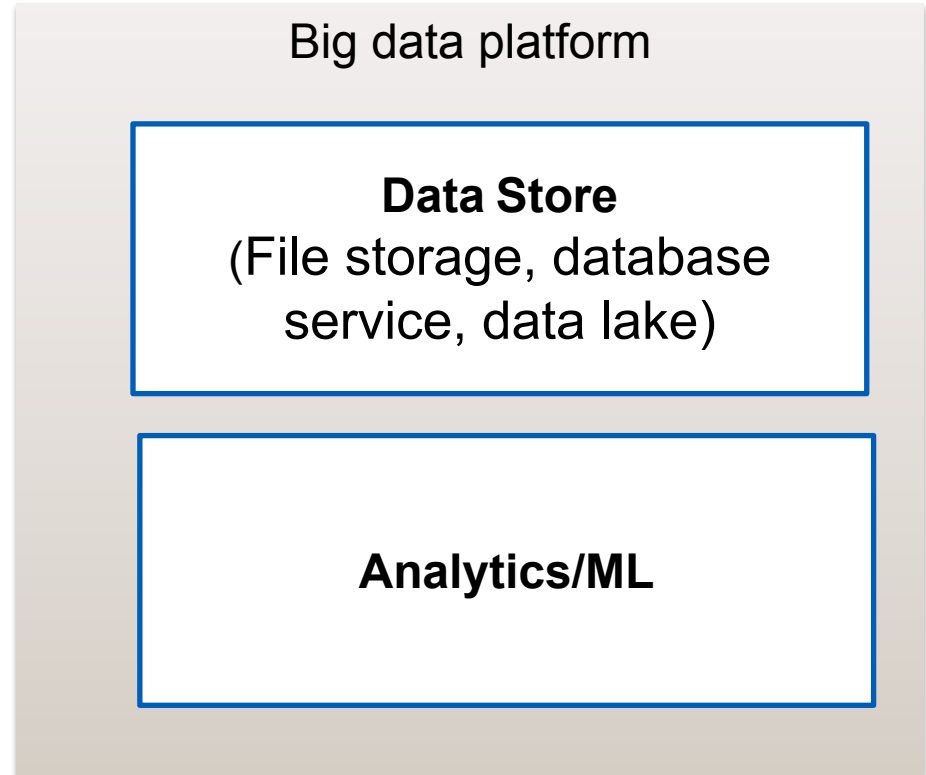 Big data platform
Data Store
(File storage, database
service, data lake)
Analytics/ML